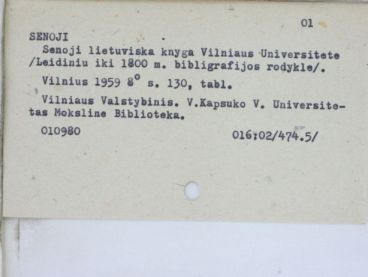 01
SENOJI
Senoji lietuviska knyga Vilniaus Universitete
/Leidiniu iki 1800 m. bibligrafijos rodykle/.
Vilnius 1959 8° s. 130, tabl.
Vilniaus Valstybinis. V.Kapsuko V. Universite-
tas Moksline Biblioteka.
010980 016:02/474.5/